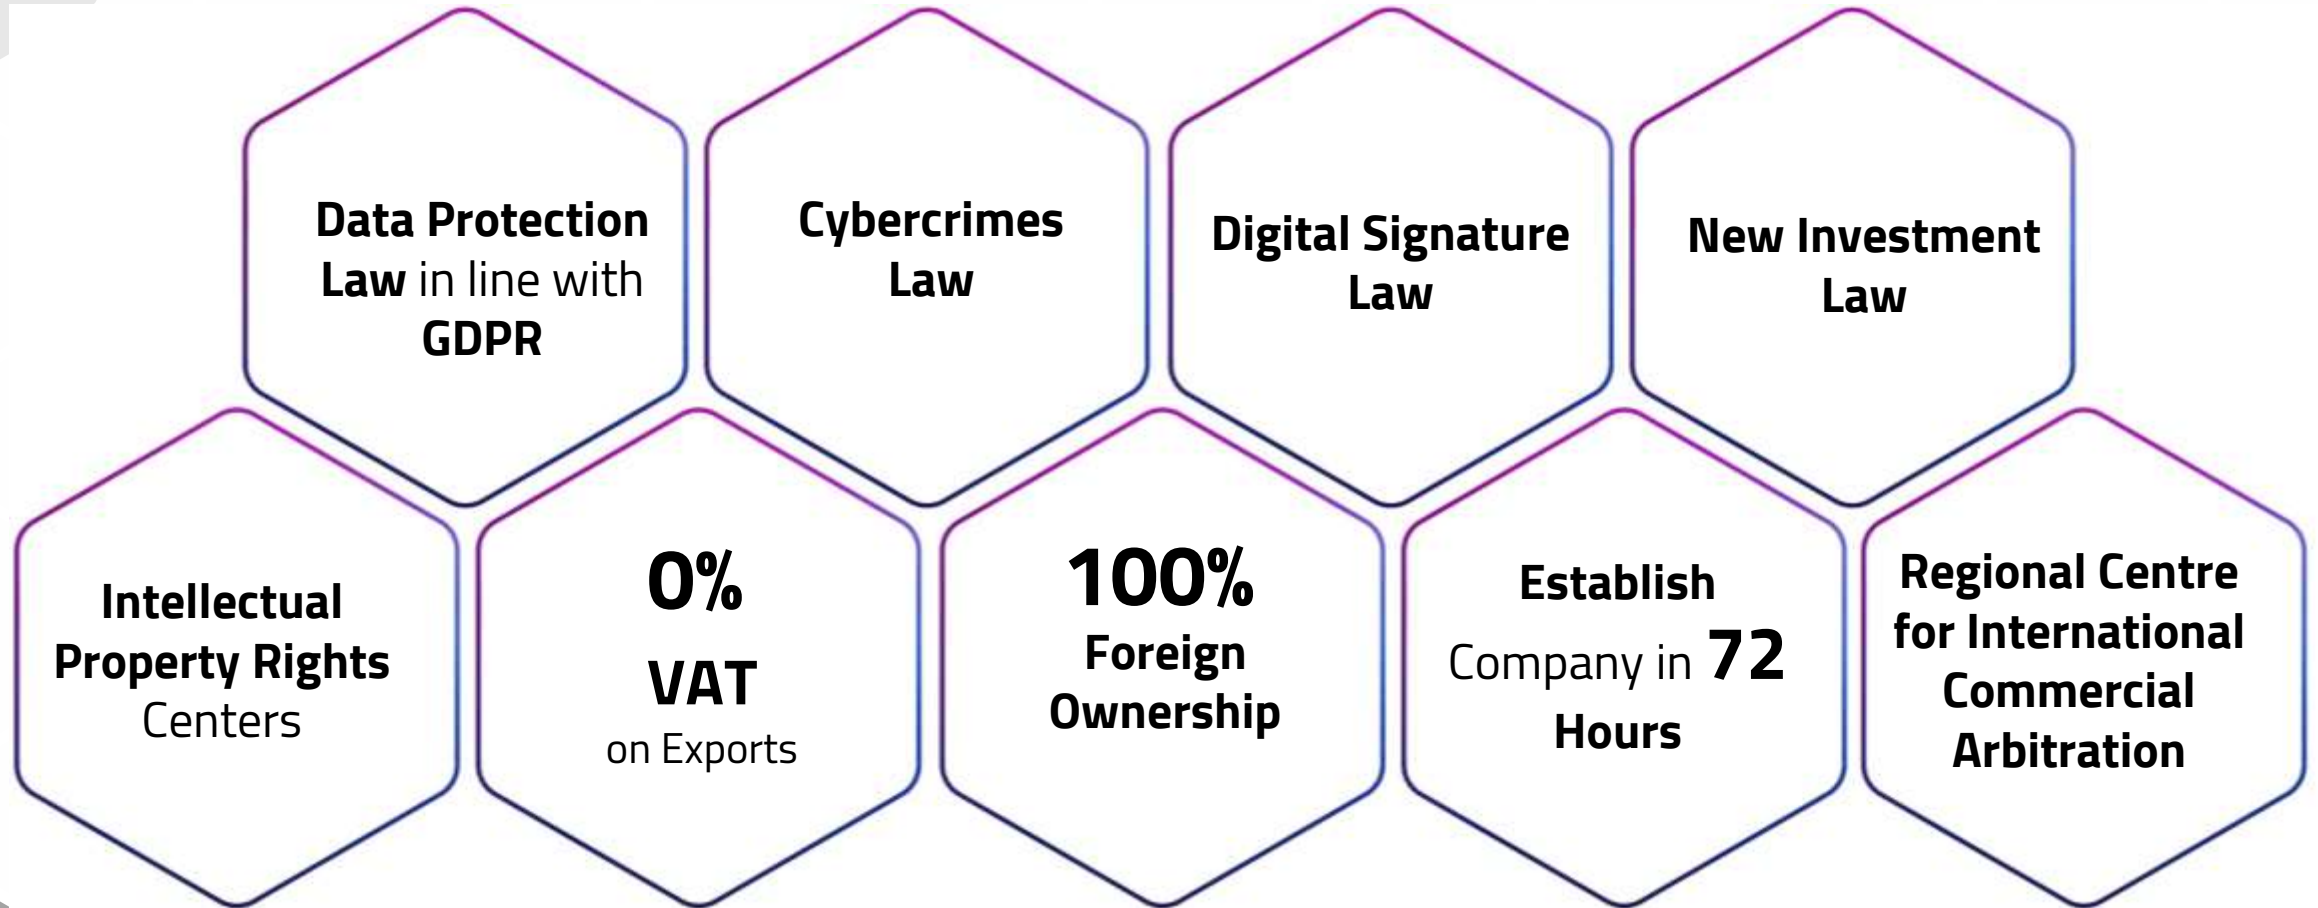 Data Protection
Law in line with
GDPR
Cybercrimes
Law
Digital Signature
Law
New Investment
Law
Intellectual
Property Rights
Centers
0%
VAT
on Exports
100%
Foreign
Ownership
Establish
Company in 72
Hours
Regional Centre
for International
Commercial
Arbitration